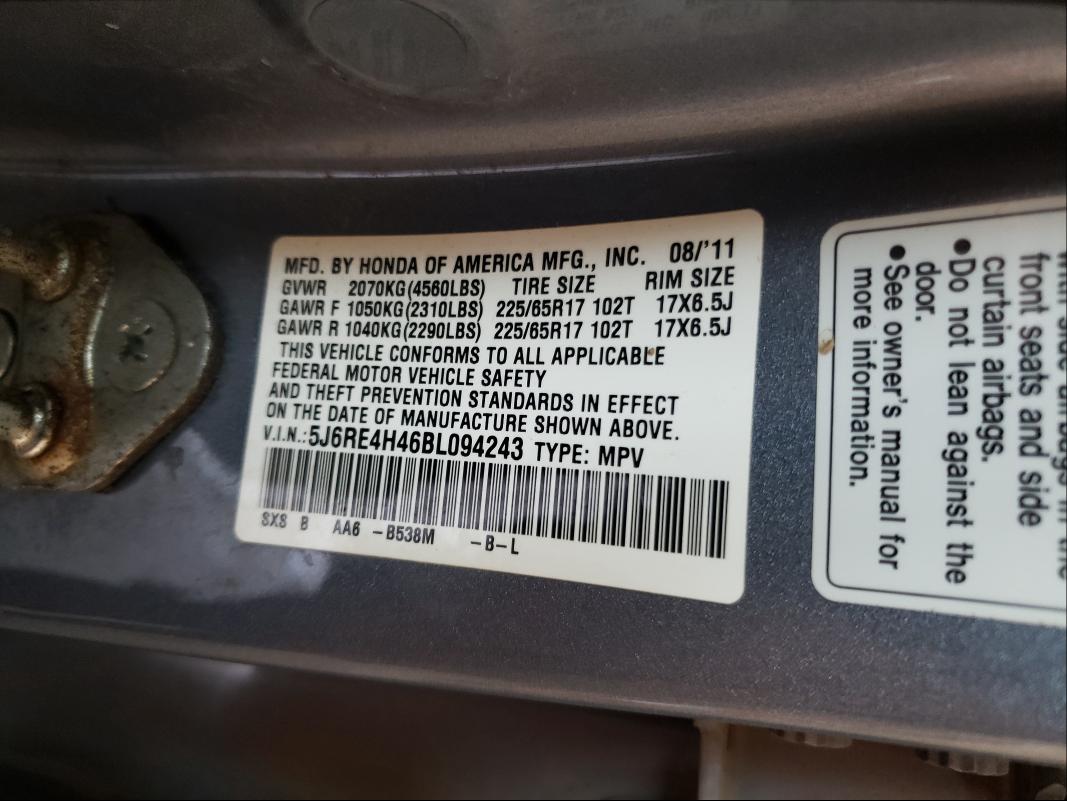 MFD. BY HONDA OF AMERICA MFG., INC. 08/'11
GVWR 2070KG(4560LBS) TIRE SIZE RIM SIZE
GAWR F 1050KG(2310LBS) 225/65R17 102T 17X6.5J
GAWR R 1040KG(2290LBS) 225/65R17 102T 17X6.5J
THIS VEHICLE CONFORMS TO ALL APPLICABLE
FEDERAL MOTOR VEHICLE SAFETY
AND THEFT PREVENTION STANDARDS IN EFFECT
ON THE DATE OF MANUFACTURE SHOWN ABOVE.
V.I.N.:5J6RE4H46BL094243 TYPE: MPV
SXS B AA6 -B538M -B-L
front seats and side
curtain airbags.
• Do not lean against the
door.
• See owner's manual for
more information.